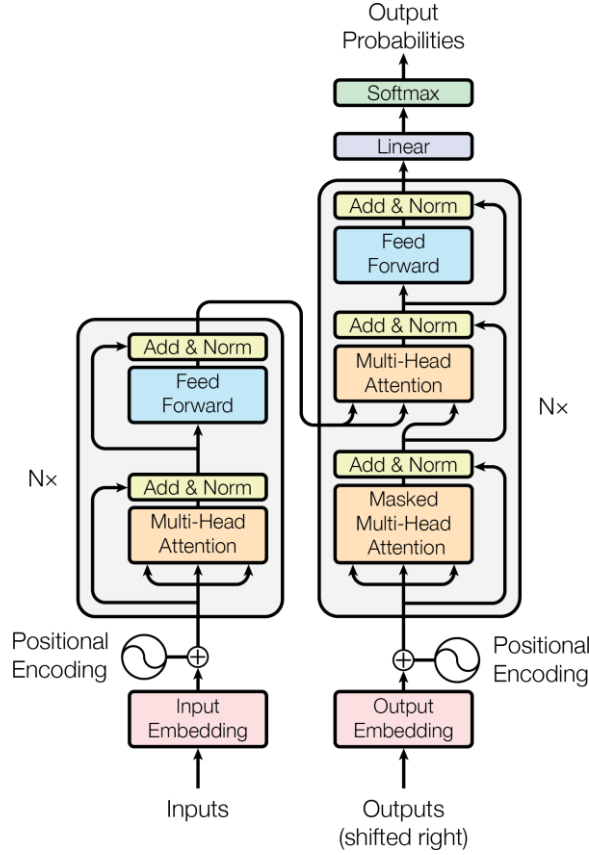 Output
Probabilities
Softmax
Linear
Add & Norm
Feed
Forward
Add & Norm
Multi-Head
Attention
Add & Norm
Masked
Multi-Head
Attention
N×
Add & Norm
Feed
Forward
Add & Norm
Multi-Head
Attention
N×
Positional
Encoding
Positional
Encoding
Input
Embedding
Output
Embedding
Inputs
Outputs
(shifted right)